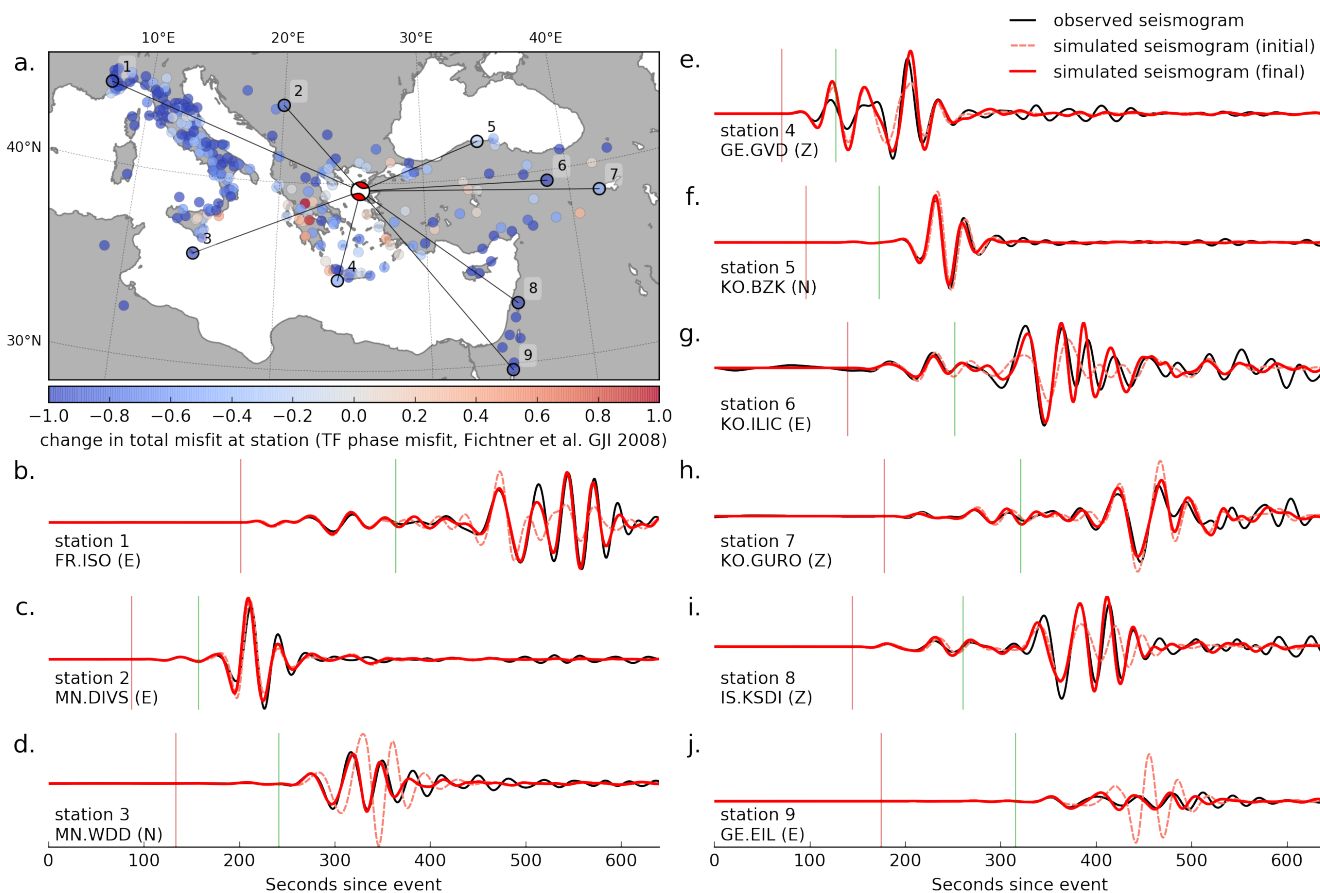 observed seismogram
simulated seismogram (initial)
simulated seismogram (final)
a.
10°E
20°E
30°E
40°E
40°N
30°N
1
2
3
4
5
6
7
8
9
−1.0 −0.8 −0.6 −0.4 −0.2 0.0 0.2 0.4 0.6 0.8 1.0
change in total misfit at station (TF phase misfit, Fichtner et al. GJI 2008)
b.
station 1
FR.ISO (E)
c.
station 2
MN.DIVS (E)
d.
station 3
MN.WDD (N)
0 100 200 300 400 500 600
Seconds since event
e.
station 4
GE.GVD (Z)
f.
station 5
KO.BZK (N)
g.
station 6
KO.ILIC (E)
h.
station 7
KO.GURO (Z)
i.
station 8
IS.KSDI (Z)
j.
station 9
GE.EIL (E)
0 100 200 300 400 500 600
Seconds since event